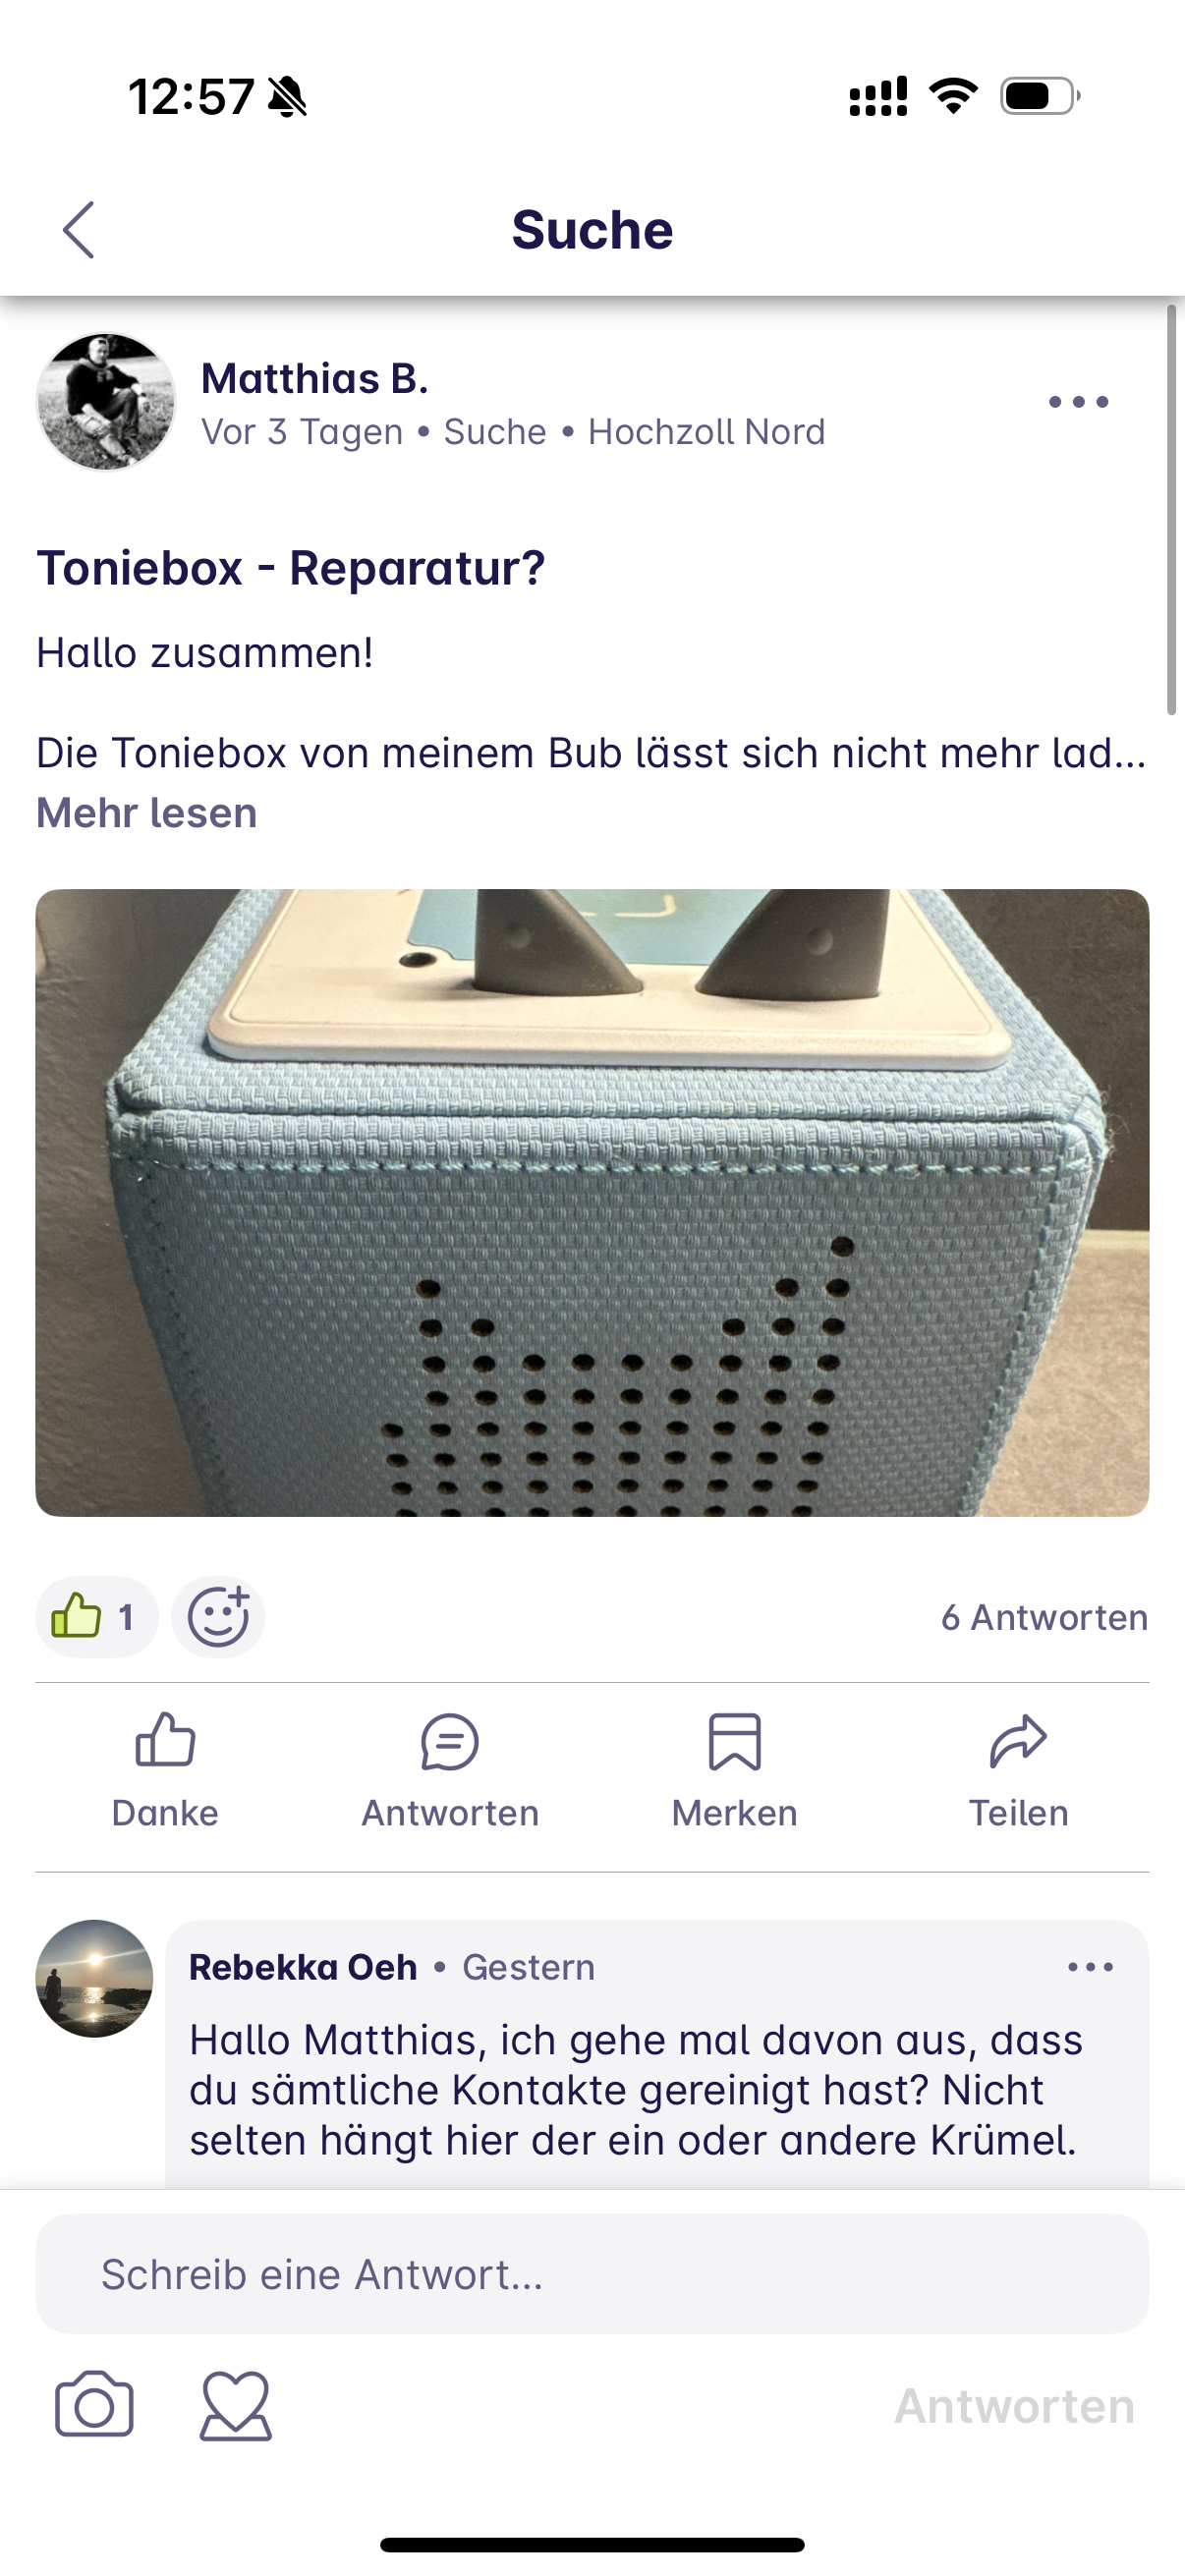 12:57
Suche
Matthias B.
Vor 3 Tagen • Suche • Hochzoll Nord
Toniebox - Reparatur?
Hallo zusammen!
Die Toniebox von meinem Bub lässt sich nicht mehr lad...
Mehr lesen
1
6 Antworten
Danke
Antworten
Merken
Teilen
Rebekka Oeh • Gestern
Hallo Matthias, ich gehe mal davon aus, dass
du sämtliche Kontakte gereinigt hast? Nicht
selten hängt hier der ein oder andere Krümel.
Schreib eine Antwort...
Antworten